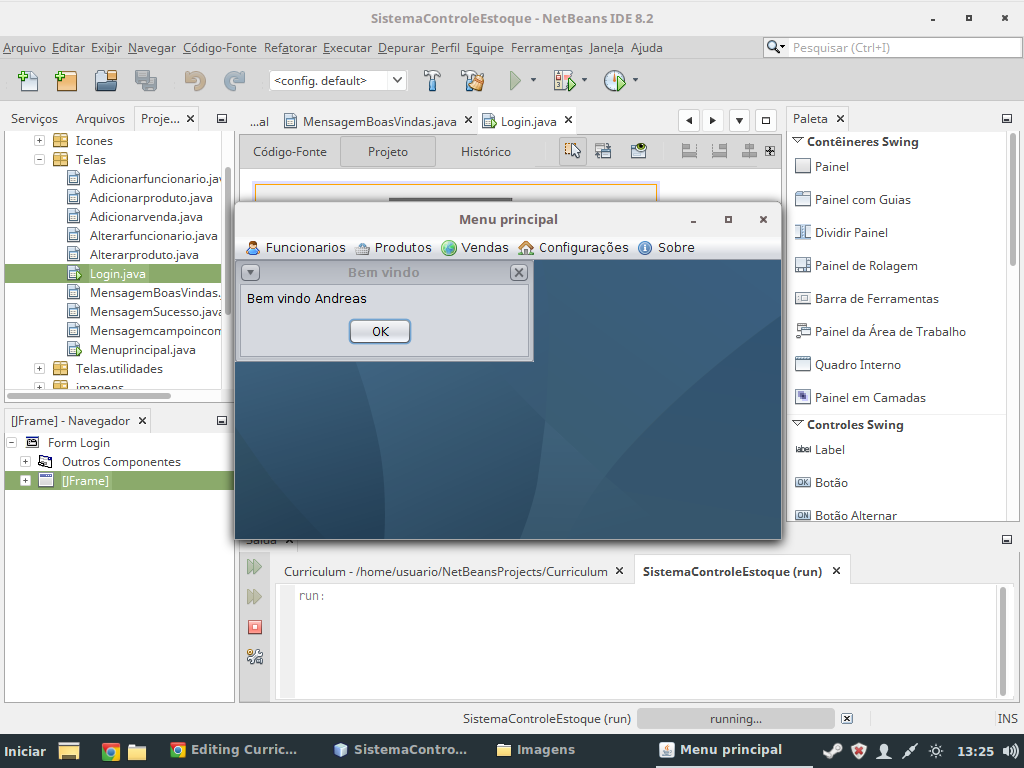 SistemaControleEstoque - NetBeans IDE 8.2
Arquivo Editar Exibir Navegar Código-Fonte Refatorar Executar Depurar Perfil Equipe Ferramentas Janela Ajuda
Pesquisar (Ctrl+I)
<config. default>
Serviços Arquivos Proje...
...al MensagemBoasVindas.java Login.java
Código-Fonte Projeto Histórico
Icones
Telas
Adicionarfuncionario.jav
Adicionarproduto.java
Adicionarvenda.java
Alterarfuncionario.java
Alterarproduto.java
Login.java
MensagemBoasVindas.
MensagemSucesso.java
Mensagemcampoincom
Menuprincipal.java
Telas.utilidades
imagens
[JFrame] - Navegador
Form Login
Outros Componentes
[JFrame]
Menu principal
Funcionarios Produtos Vendas Configurações Sobre
Bem vindo
Bem vindo Andreas
OK
Paleta
Contêineres Swing
Painel
Painel com Guias
Dividir Painel
Painel de Rolagem
Barra de Ferramentas
Painel da Área de Trabalho
Quadro Interno
Painel em Camadas
Controles Swing
label Label
OK Botão
ON Botão Alternar
Saída
Curriculum - /home/usuario/NetBeansProjects/Curriculum SistemaControleEstoque (run)
run:
SistemaControleEstoque (run) running... INS
Iniciar Editing Curric... SistemaContro... Imagens Menu principal 13:25